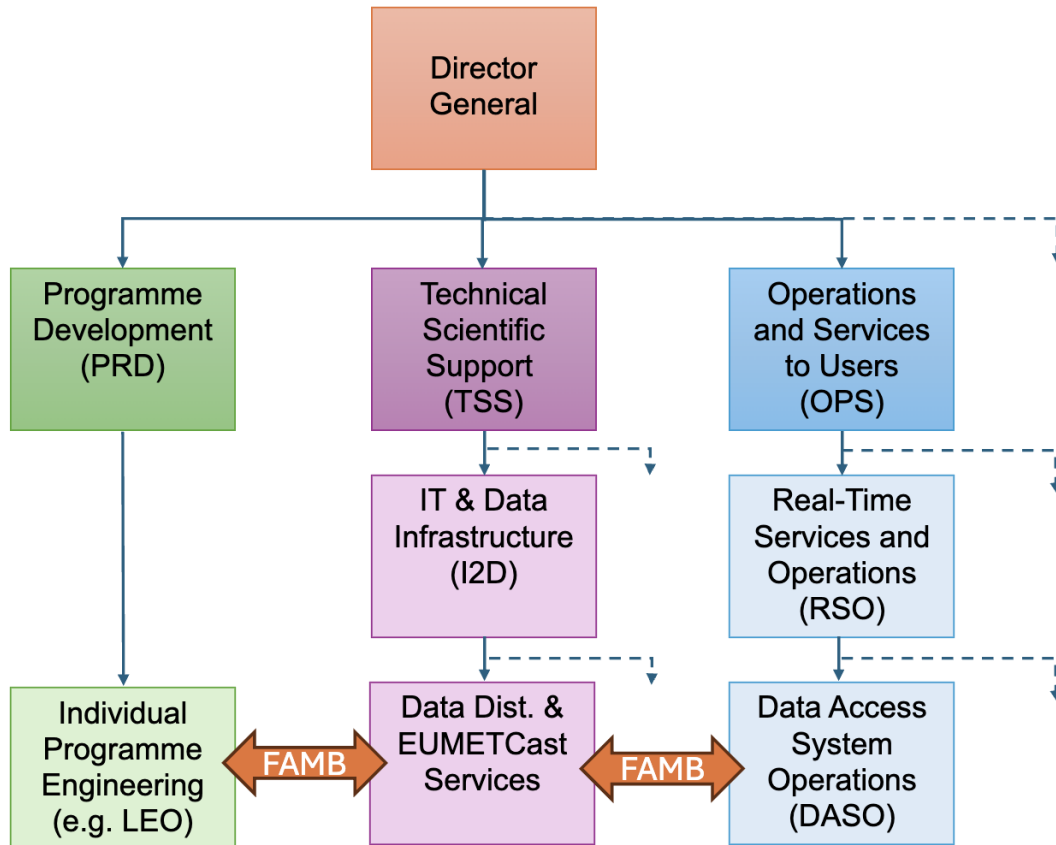 Director
General
Programme
Development
(PRD)
Technical
Scientific
Support
(TSS)
Operations
and Services
to Users
(OPS)
IT & Data
Infrastructure
(I2D)
Real-Time
Services and
Operations
(RSO)
Individual
Programme
Engineering
(e.g. LEO)
FAMB
Data Dist. &
EUMETCast
Services
FAMB
Data Access
System
Operations
(DASO)